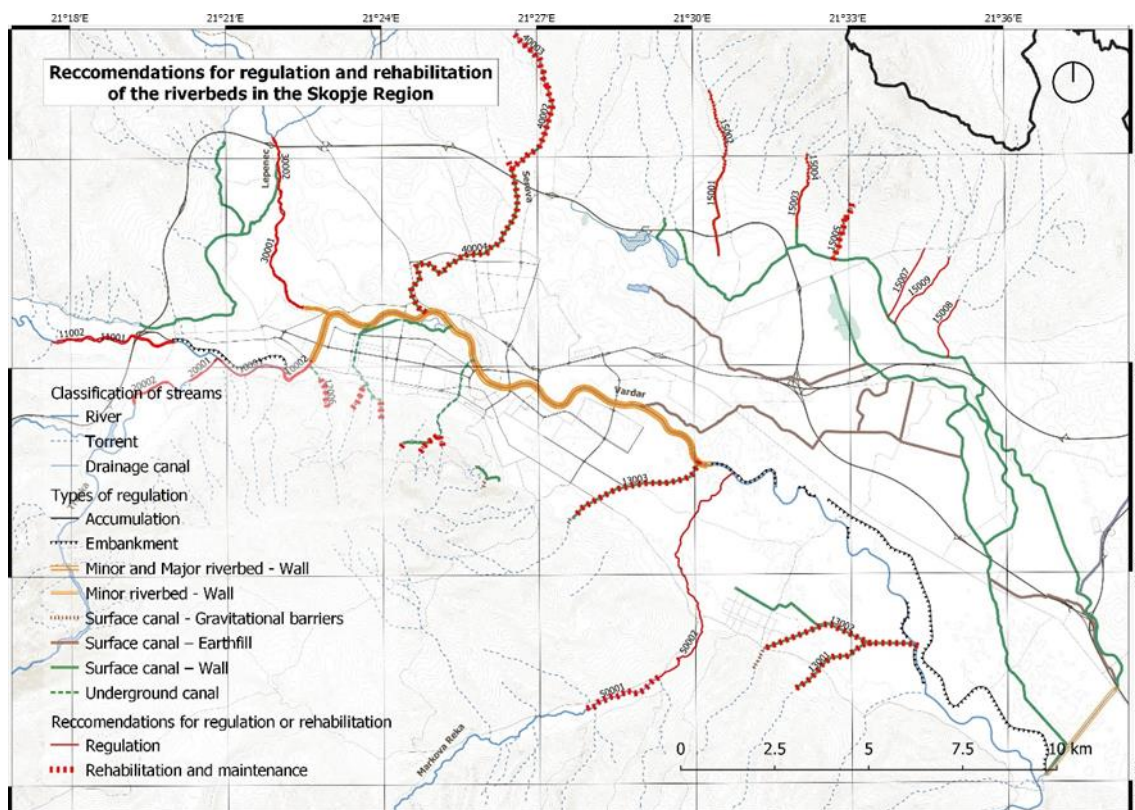 21°18'E
21°21'E
21°24'E
21°27'E
21°30'E
21°33'E
21°36'E
Reccomendations for regulation and rehabilitation
of the riverbeds in the Skopje Region
40003
40002
Lepenec
30002
Serava
15002
15001
15004
15003
15005
30001
40004
15007
15009
15008
11002
11001
20002
20001
10002
Vardar
Classification of streams
River
Torrent
Drainage canal
Types of regulation
Accumulation
Embankment
Minor and Major riverbed - Wall
Minor riverbed - Wall
Surface canal - Gravitational barriers
Surface canal – Earthfill
Surface canal – Wall
Underground canal
Reccomendations for regulation or rehabilitation
Regulation
Rehabilitation and maintenance
13003
50002
13002
13001
50001
Markova Reka
0 2.5 5 7.5 10 km